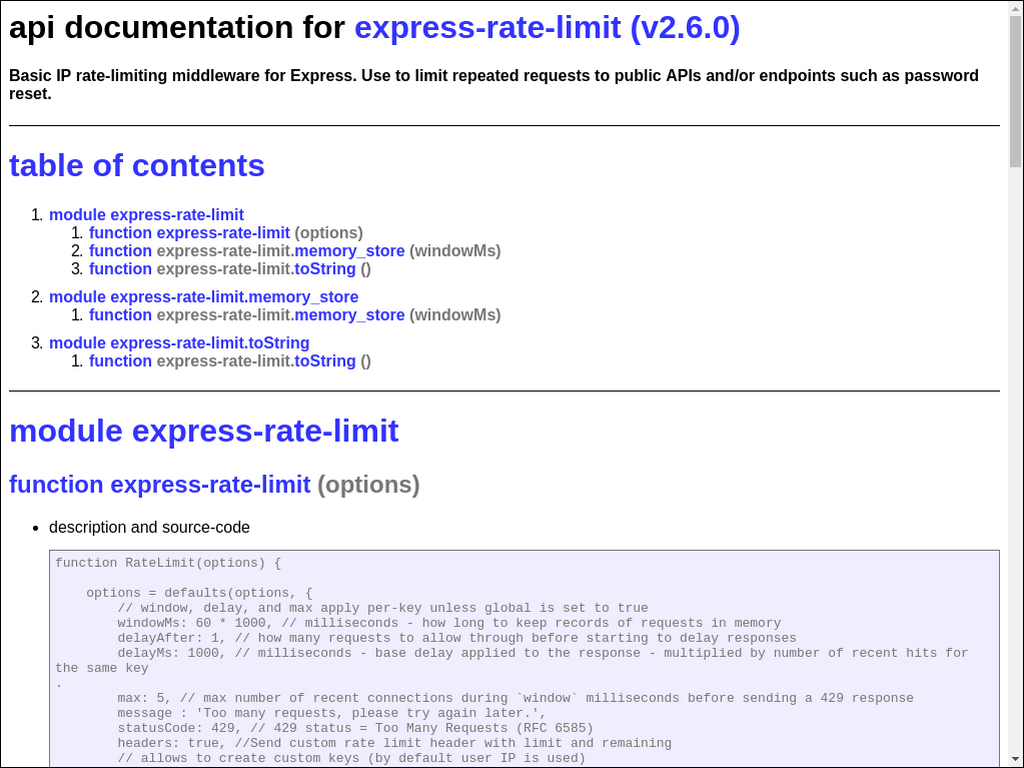 api documentation for express-rate-limit (v2.6.0)
Basic IP rate-limiting middleware for Express. Use to limit repeated requests to public APIs and/or endpoints such as password
reset.
table of contents
1. module express-rate-limit
1. function express-rate-limit (options)
2. function express-rate-limit.memory_store (windowMs)
3. function express-rate-limit.toString ()
2. module express-rate-limit.memory_store
1. function express-rate-limit.memory_store (windowMs)
3. module express-rate-limit.toString
1. function express-rate-limit.toString ()
module express-rate-limit
function express-rate-limit (options)
• description and source-code
function RateLimit(options) {
options = defaults(options, {
// window, delay, and max apply per-key unless global is set to true
windowMs: 60 * 1000, // milliseconds - how long to keep records of requests in memory
delayAfter: 1, // how many requests to allow through before starting to delay responses
delayMs: 1000, // milliseconds - base delay applied to the response - multiplied by number of recent hits for
the same key
.
max: 5, // max number of recent connections during `window` milliseconds before sending a 429 response
message : 'Too many requests, please try again later.',
statusCode: 429, // 429 status = Too Many Requests (RFC 6585)
headers: true, //Send custom rate limit header with limit and remaining
// allows to create custom keys (by default user IP is used)